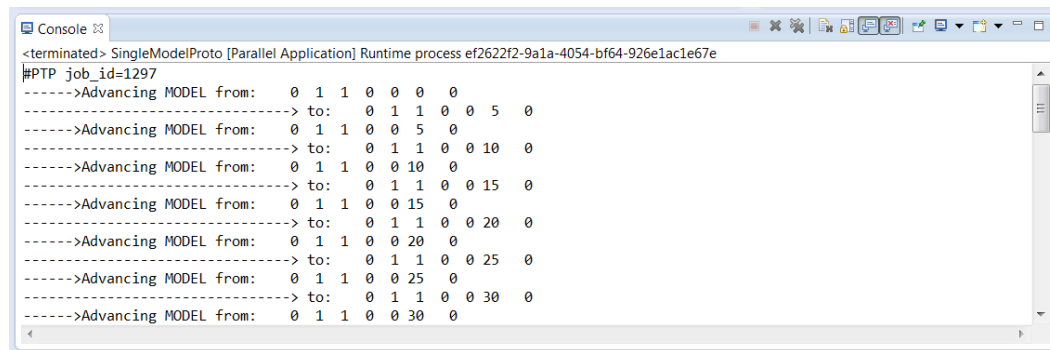 Console
<terminated> SingleModelProto [Parallel Application] Runtime process ef2622f2-9a1a-4054-bf64-926e1ac1e67e
#PTP job_id=1297
------>Advancing MODEL from:    0  1  1  0  0  0   0
-------------------------------> to:    0  1  1  0  0  5   0
------>Advancing MODEL from:    0  1  1  0  0  5   0
-------------------------------> to:    0  1  1  0  0 10   0
------>Advancing MODEL from:    0  1  1  0  0 10   0
-------------------------------> to:    0  1  1  0  0 15   0
------>Advancing MODEL from:    0  1  1  0  0 15   0
-------------------------------> to:    0  1  1  0  0 20   0
------>Advancing MODEL from:    0  1  1  0  0 20   0
-------------------------------> to:    0  1  1  0  0 25   0
------>Advancing MODEL from:    0  1  1  0  0 25   0
-------------------------------> to:    0  1  1  0  0 30   0
------>Advancing MODEL from:    0  1  1  0  0 30   0